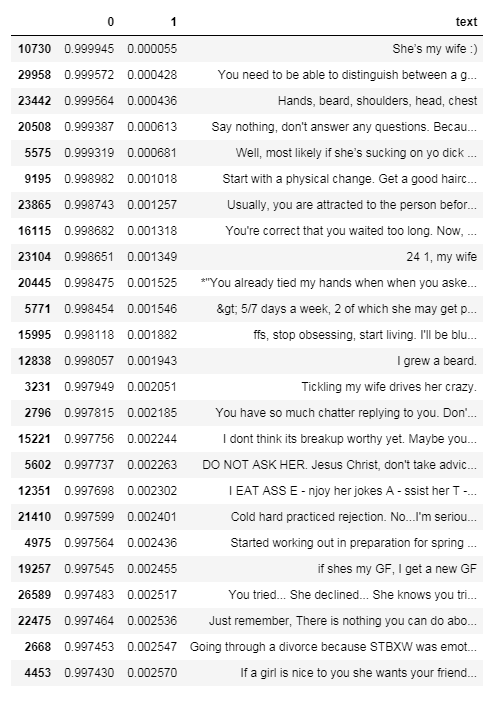 0 1 text
10730 0.999945 0.000055 She's my wife :)
29958 0.999572 0.000428 You need to be able to distinguish between a g...
23442 0.999564 0.000436 Hands, beard, shoulders, head, chest
20508 0.999387 0.000613 Say nothing, don't answer any questions. Becau...
5575 0.999319 0.000681 Well, most likely if she's sucking on yo dick ...
9195 0.998982 0.001018 Start with a physical change. Get a good hairc...
23865 0.998743 0.001257 Usually, you are attracted to the person befor...
16115 0.998682 0.001318 You're correct that you waited too long. Now, ...
23104 0.998651 0.001349 24 1, my wife
20445 0.998475 0.001525 *"You already tied my hands when when you aske...
5771 0.998454 0.001546 &gt; 5/7 days a week, 2 of which she may get p...
15995 0.998118 0.001882 ffs, stop obsessing, start living. I'll be blu...
12838 0.998057 0.001943 I grew a beard.
3231 0.997949 0.002051 Tickling my wife drives her crazy.
2796 0.997815 0.002185 You have so much chatter replying to you. Don'...
15221 0.997756 0.002244 I dont think its breakup worthy yet. Maybe you...
5602 0.997737 0.002263 DO NOT ASK HER. Jesus Christ, don't take advic...
12351 0.997698 0.002302 I EAT ASS E - njoy her jokes A - ssist her T -...
21410 0.997599 0.002401 Cold hard practiced rejection. No...I'm seriou...
4975 0.997564 0.002436 Started working out in preparation for spring ...
19257 0.997545 0.002455 if shes my GF, I get a new GF
26589 0.997483 0.002517 You tried... She declined... She knows you tri...
22475 0.997464 0.002536 Just remember, There is nothing you can do abo...
2668 0.997453 0.002547 Going through a divorce because STBXW was emot...
4453 0.997430 0.002570 If a girl is nice to you she wants your friend...